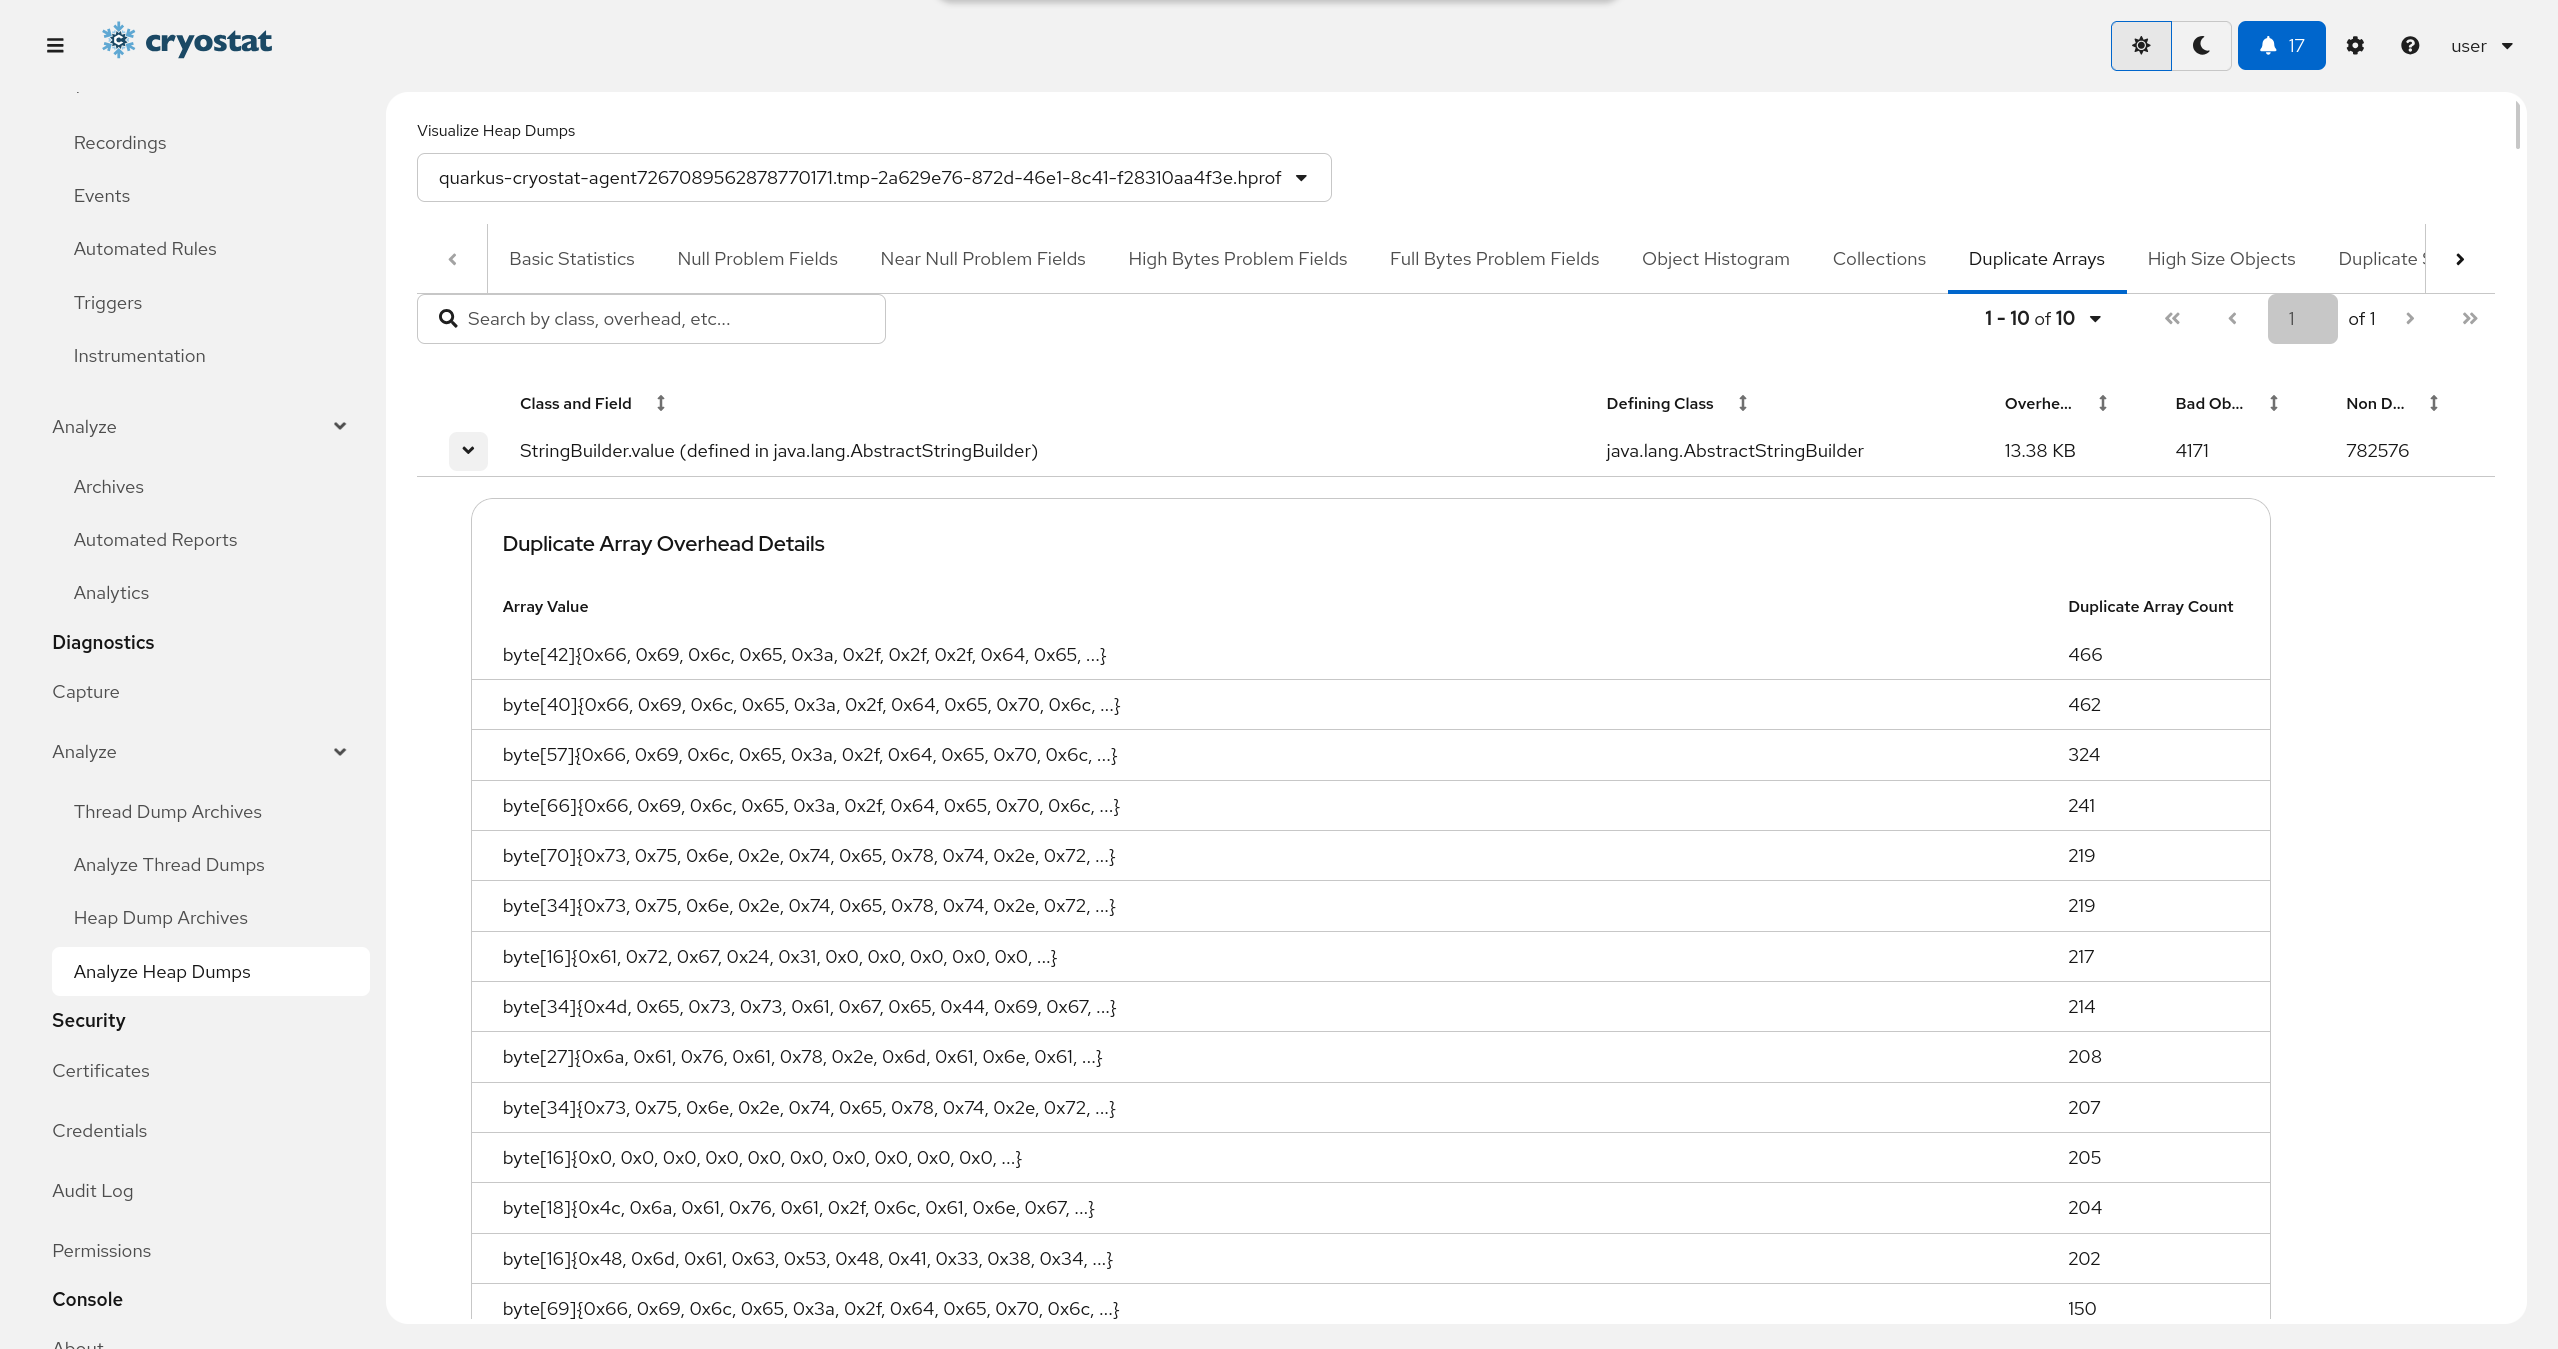 cryostat
17
user
Recordings
Events
Automated Rules
Triggers
Instrumentation
Analyze
Archives
Automated Reports
Analytics
Diagnostics
Capture
Analyze
Thread Dump Archives
Analyze Thread Dumps
Heap Dump Archives
Analyze Heap Dumps
Security
Certificates
Credentials
Audit Log
Permissions
Console
About
Visualize Heap Dumps
quarkus-cryostat-agent7267089562878770171.tmp-2a629e76-872d-46e1-8c41-f28310aa4f3e.hprof
Basic Statistics Null Problem Fields Near Null Problem Fields High Bytes Problem Fields Full Bytes Problem Fields Object Histogram Collections Duplicate Arrays High Size Objects Duplicate
Search by class, overhead, etc... 1 - 10 of 10 1 of 1
Class and Field Defining Class Overhe... Bad Ob... Non D...
StringBuilder.value (defined in java.lang.AbstractStringBuilder) java.lang.AbstractStringBuilder 13.38 KB 4171 782576
Duplicate Array Overhead Details
Array Value Duplicate Array Count
byte[42]{0x66, 0x69, 0x6c, 0x65, 0x3a, 0x2f, 0x2f, 0x2f, 0x64, 0x65, ...} 466
byte[40]{0x66, 0x69, 0x6c, 0x65, 0x3a, 0x2f, 0x64, 0x65, 0x70, 0x6c, ...} 462
byte[57]{0x66, 0x69, 0x6c, 0x65, 0x3a, 0x2f, 0x64, 0x65, 0x70, 0x6c, ...} 324
byte[66]{0x66, 0x69, 0x6c, 0x65, 0x3a, 0x2f, 0x64, 0x65, 0x70, 0x6c, ...} 241
byte[70]{0x73, 0x75, 0x6e, 0x2e, 0x74, 0x65, 0x78, 0x74, 0x2e, 0x72, ...} 219
byte[34]{0x73, 0x75, 0x6e, 0x2e, 0x74, 0x65, 0x78, 0x74, 0x2e, 0x72, ...} 219
byte[16]{0x61, 0x72, 0x67, 0x24, 0x31, 0x0, 0x0, 0x0, 0x0, 0x0, ...} 217
byte[34]{0x4d, 0x65, 0x73, 0x73, 0x61, 0x67, 0x65, 0x44, 0x69, 0x67, ...} 214
byte[27]{0x6a, 0x61, 0x76, 0x61, 0x78, 0x2e, 0x6d, 0x61, 0x6e, 0x61, ...} 208
byte[34]{0x73, 0x75, 0x6e, 0x2e, 0x74, 0x65, 0x78, 0x74, 0x2e, 0x72, ...} 207
byte[16]{0x0, 0x0, 0x0, 0x0, 0x0, 0x0, 0x0, 0x0, 0x0, 0x0, ...} 205
byte[18]{0x4c, 0x6a, 0x61, 0x76, 0x61, 0x2f, 0x6c, 0x61, 0x6e, 0x67, ...} 204
byte[16]{0x48, 0x6d, 0x61, 0x63, 0x53, 0x48, 0x41, 0x33, 0x38, 0x34, ...} 202
byte[69]{0x66, 0x69, 0x6c, 0x65, 0x3a, 0x2f, 0x64, 0x65, 0x70, 0x6c, ...} 150